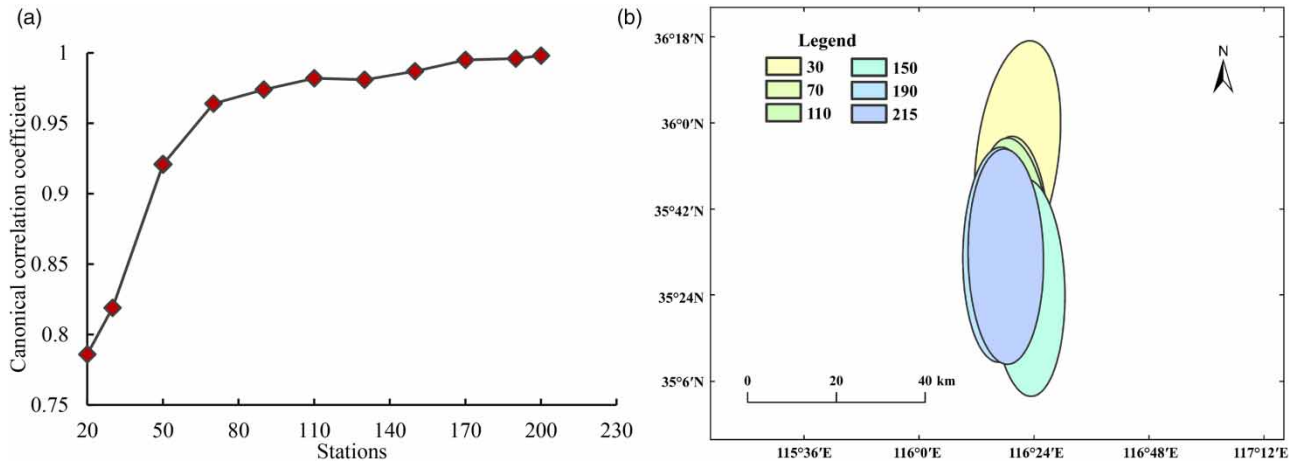 (a)
Canonical correlation coefficient
1
0.95
0.9
0.85
0.8
0.75
20 50 80 110 140 170 200 230
Stations
(b)
36°18′N
36°0′N
35°42′N
35°24′N
35°6′N
Legend
30 150
70 190
110 215
N
0 20 40 km
115°36′E 116°0′E 116°24′E 116°48′E 117°12′E